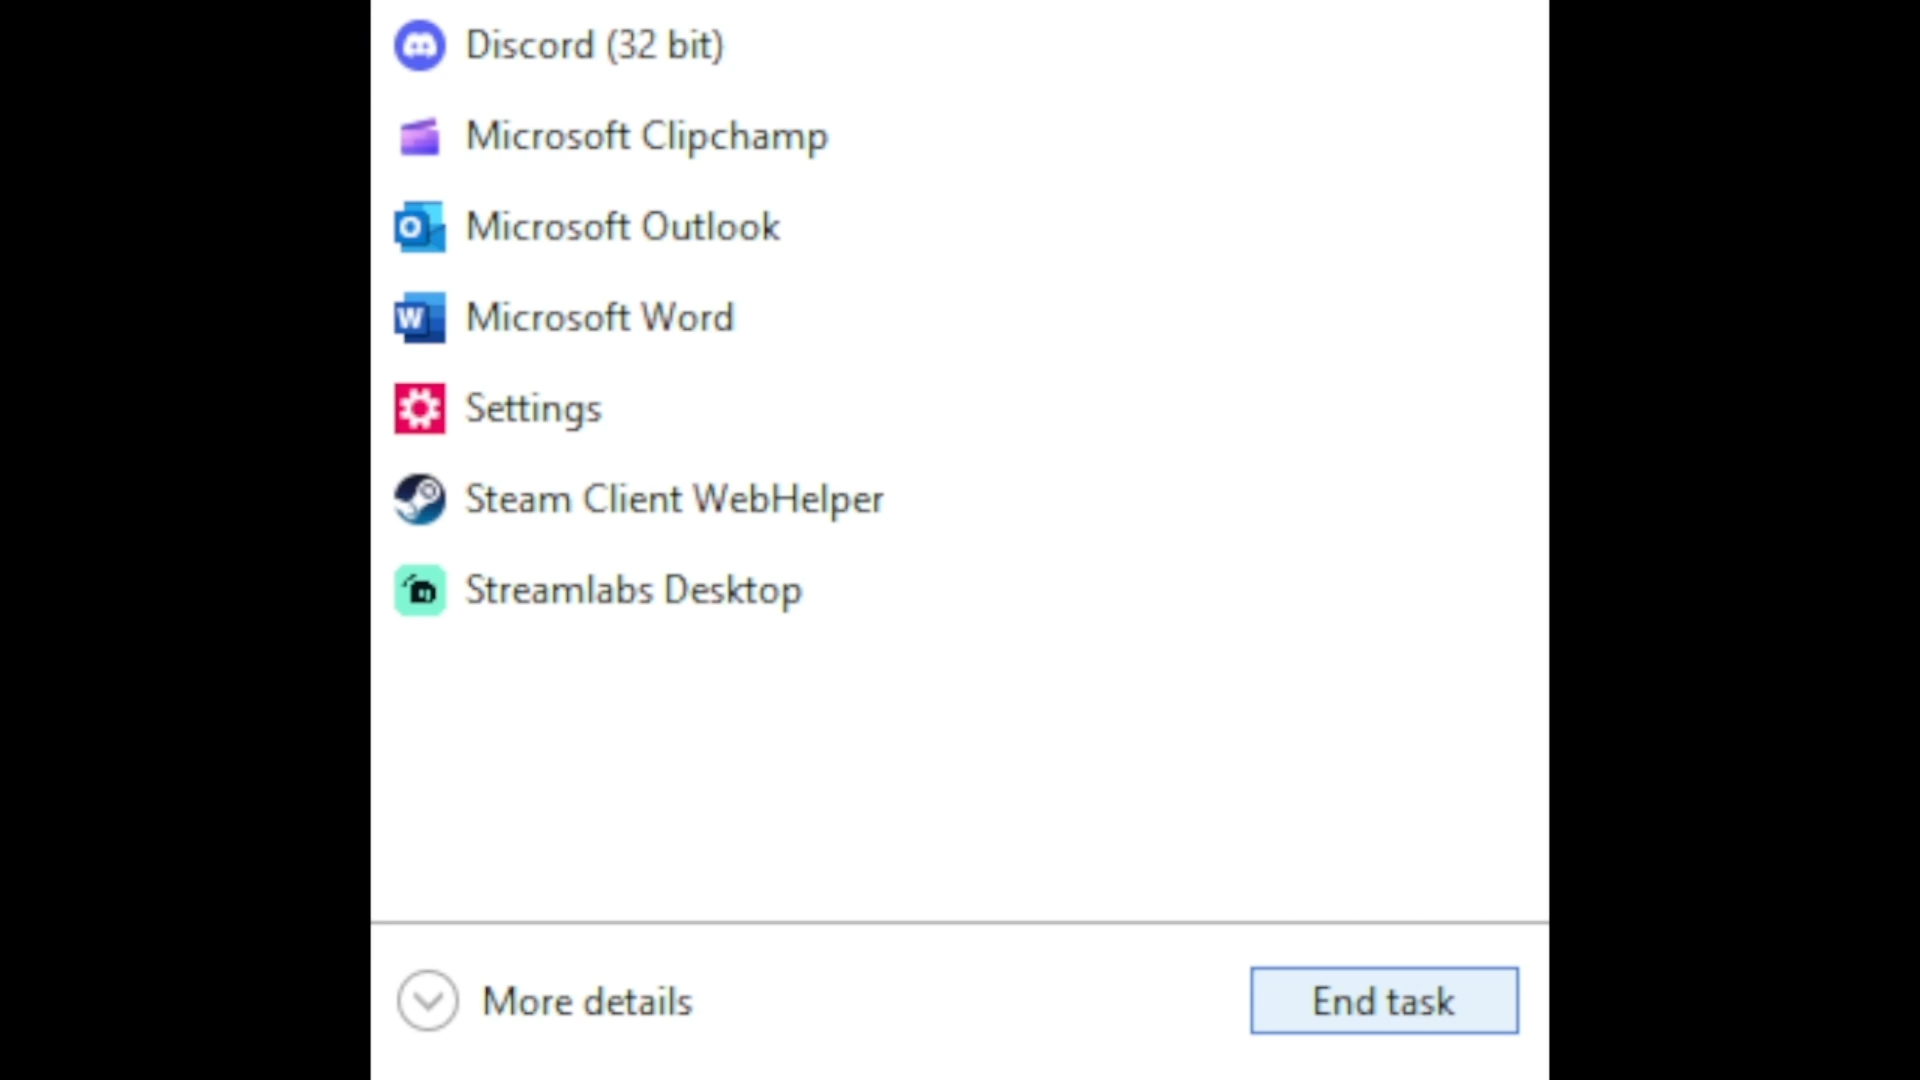 Discord (32 bit)
Microsoft Clipchamp
Microsoft Outlook
Microsoft Word
Settings
Steam Client WebHelper
Streamlabs Desktop
More details
End task